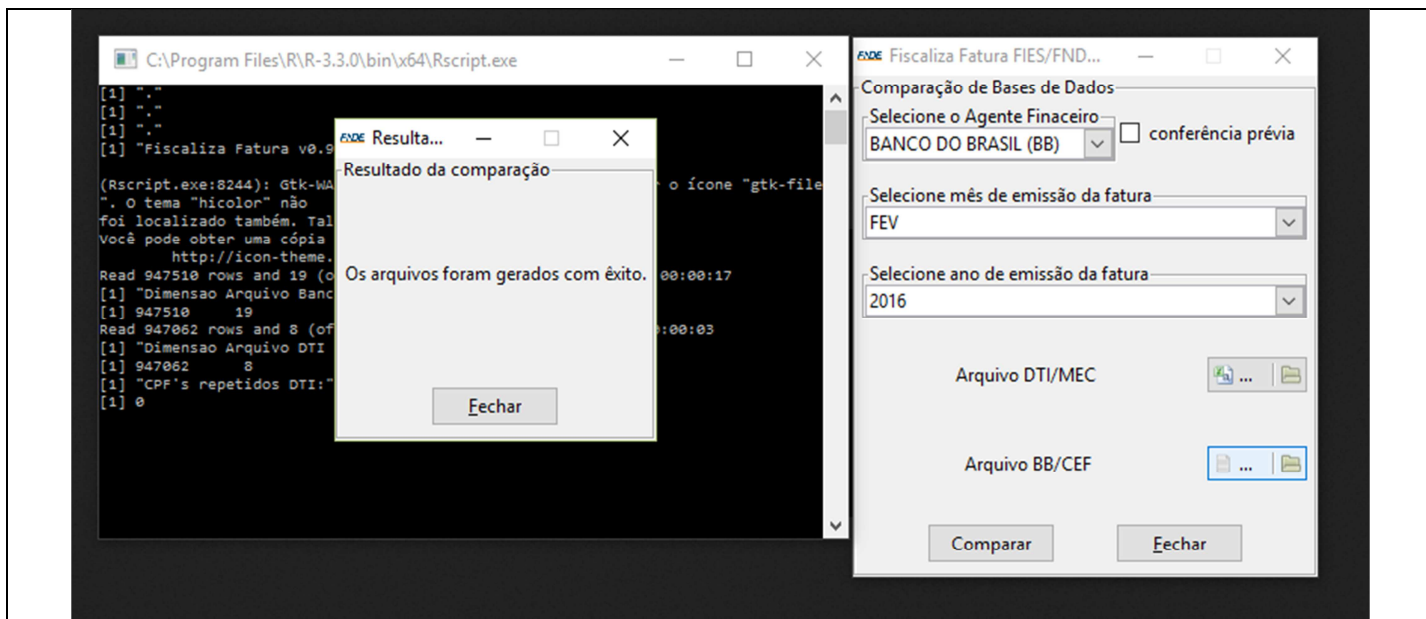 C:\Program Files\R\R-3.3.0\bin\x64\Rscript.exe
[1] "."
[1] "."
[1] "."
[1] "Fiscaliza Fatura v0.9
(Rscript.exe:8244): Gtk-WA o ícone "gtk-file
". O tema "hicolor" não
foi localizado também. Tal
Você pode obter uma cópia
http://icon-theme.
Read 947510 rows and 19 (o 00:00:17
[1] "Dimensao Arquivo Banc
[1] 947510 19
Read 947062 rows and 8 (of :00:03
[1] "Dimensao Arquivo DTI
[1] 947062 8
[1] "CPF's repetidos DTI:"
[1] 0
FNDE Resulta...
Resultado da comparação
Os arquivos foram gerados com êxito.
Fechar
FNDE Fiscaliza Fatura FIES/FND...
Comparação de Bases de Dados
Selecione o Agente Finaceiro
BANCO DO BRASIL (BB)
conferência prévia
Selecione mês de emissão da fatura
FEV
Selecione ano de emissão da fatura
2016
Arquivo DTI/MEC ...
Arquivo BB/CEF ...
Comparar Fechar